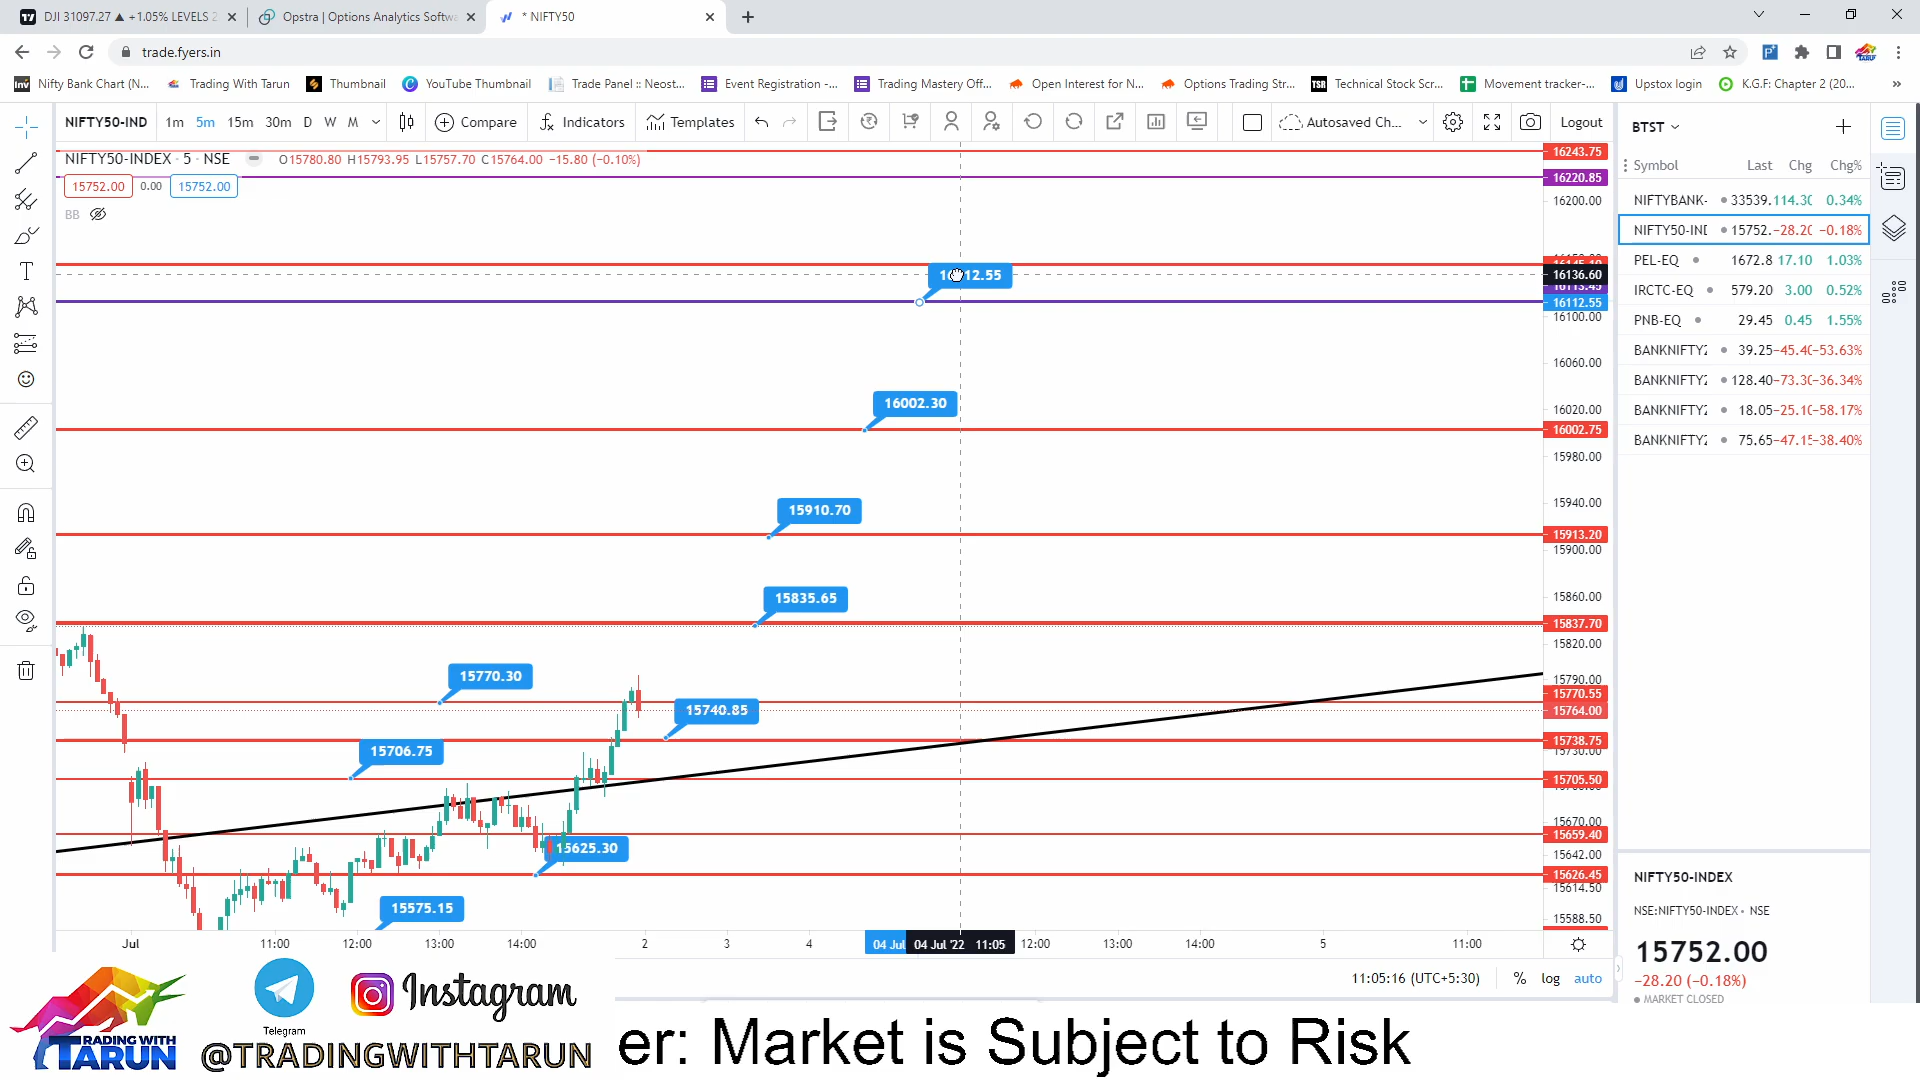 DJI 31097.27 ▲ +1.05% LEVELS 2
Opstra | Options Analytics Softwa
* NIFTY50
trade.fyers.in
Nifty Bank Chart (N...
Trading With Tarun
Thumbnail
YouTube Thumbnail
Trade Panel :: Neost...
Event Registration -...
Trading Mastery Off...
Open Interest for N...
Options Trading Str...
TSR
Technical Stock Scr...
Movement tracker-...
Upstox login
K.G.F: Chapter 2 (20...
NIFTY50-IND 1m 5m 15m 30m D W M
Compare
Indicators
Templates
Autosaved Ch...
Logout
BTST
NIFTY50-INDEX · 5 · NSE
O15780.80 H15793.95 L15757.70 C15764.00 −15.80 (−0.10%)
15752.00 0.00 15752.00
BB
16112.55
16002.30
15910.70
15835.65
15770.30
15740.85
15706.75
15625.30
15575.15
16243.75
16220.85
16200.00
16136.60
16112.55
16100.00
16060.00
16020.00
16002.75
15980.00
15940.00
15913.20
15900.00
15860.00
15837.70
15820.00
15790.00
15770.55
15764.00
15738.75
15730.00
15705.50
15670.00
15659.40
15642.00
15626.45
15614.50
15588.50
Jul 11:00 12:00 13:00 14:00 2 3 4 04 Jul 04 Jul '22 11:05 12:00 13:00 14:00 5 11:00
11:05:16 (UTC+5:30) % log auto
Symbol Last Chg Chg%
NIFTYBANK- 33539. 114.30 0.34%
NIFTY50-IND 15752. −28.20 −0.18%
PEL-EQ 1672.8 17.10 1.03%
IRCTC-EQ 579.20 3.00 0.52%
PNB-EQ 29.45 0.45 1.55%
BANKNIFTY2 39.25 −45.40 −53.63%
BANKNIFTY2 128.40 −73.30 −36.34%
BANKNIFTY2 18.05 −25.10 −58.17%
BANKNIFTY2 75.65 −47.15 −38.40%
NIFTY50-INDEX
NSE:NIFTY50-INDEX • NSE
15752.00
−28.20 (−0.18%)
MARKET CLOSED
TRADING WITH
TARUN
Telegram
Instagram
@TRADINGWITHTARUN
er: Market is Subject to Risk